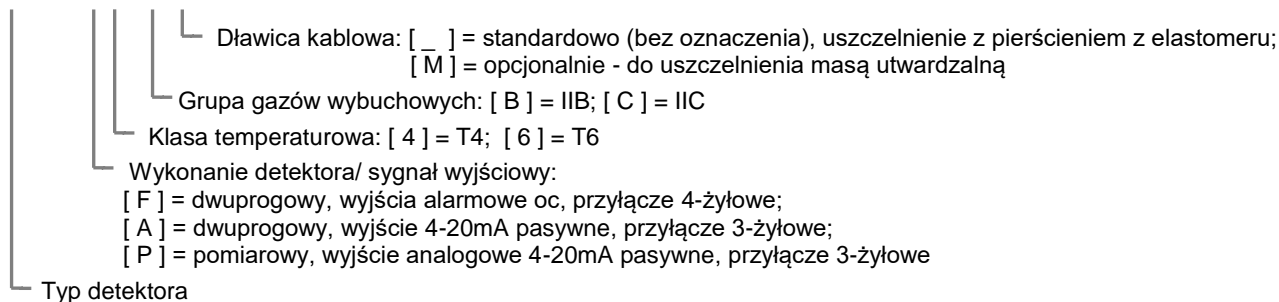 Dławica kablowa: [ _ ] = standardowo (bez oznaczenia), uszczelnienie z pierścieniem z elastomeru;
[ M ] = opcjonalnie - do uszczelnienia masą utwardzalną
Grupa gazów wybuchowych: [ B ] = IIB; [ C ] = IIC
Klasa temperaturowa: [ 4 ] = T4; [ 6 ] = T6
Wykonanie detektora/ sygnał wyjściowy:
[ F ] = dwuprogowy, wyjścia alarmowe oc, przyłącze 4-żyłowe;
[ A ] = dwuprogowy, wyjście 4-20mA pasywne, przyłącze 3-żyłowe;
[ P ] = pomiarowy, wyjście analogowe 4-20mA pasywne, przyłącze 3-żyłowe
Typ detektora